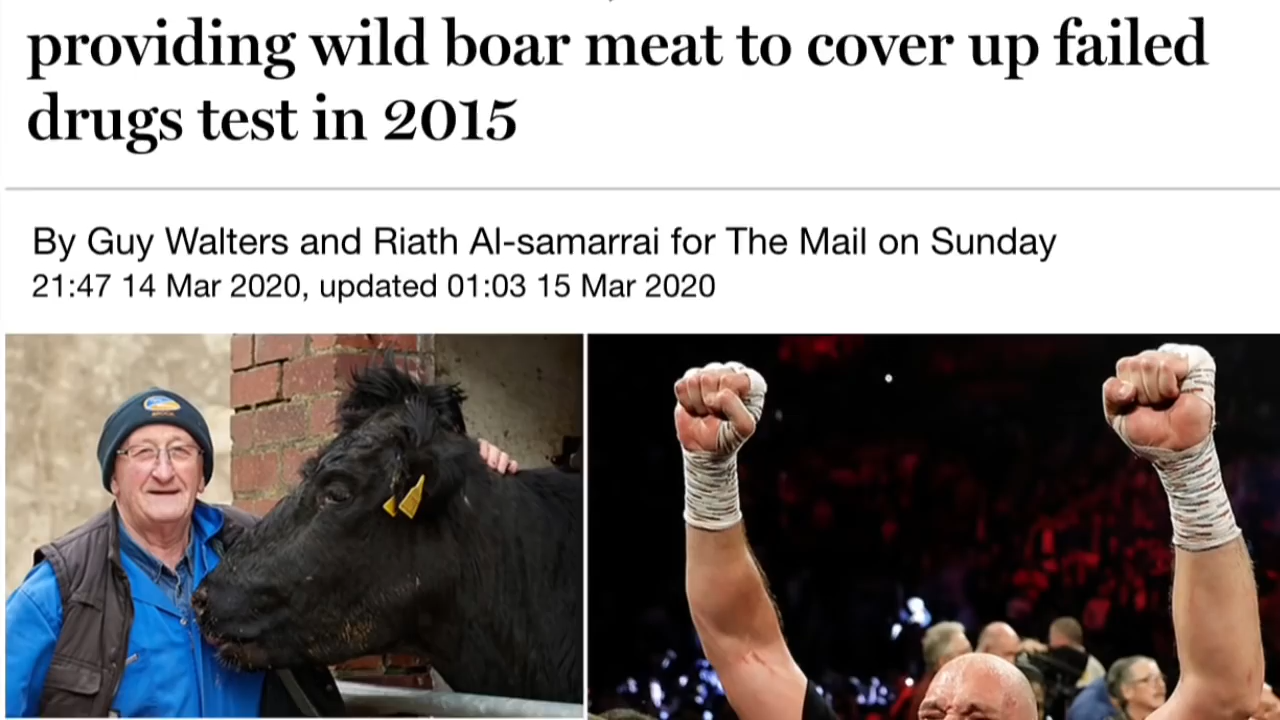 providing wild boar meat to cover up failed
drugs test in 2015
By Guy Walters and Riath Al-samarrai for The Mail on Sunday
21:47 14 Mar 2020, updated 01:03 15 Mar 2020